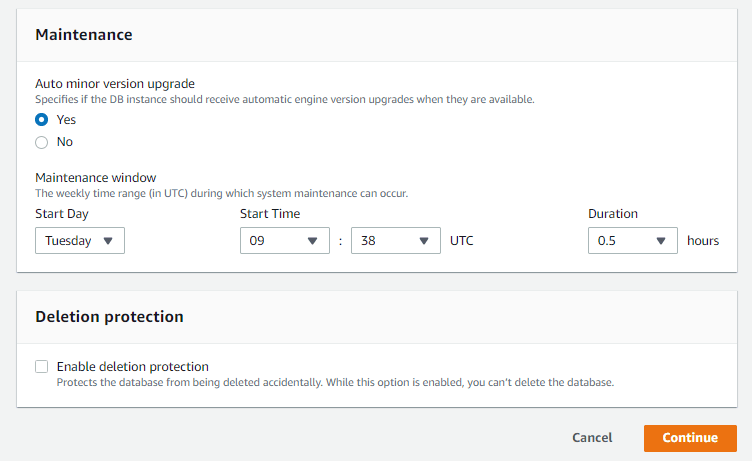 Maintenance
Auto minor version upgrade
Specifies if the DB instance should receive automatic engine version upgrades when they are available.
Yes
No
Maintenance window
The weekly time range (in UTC) during which system maintenance can occur.
Start Day Start Time Duration
Tuesday 09 : 38 UTC 0.5 hours
Deletion protection
Enable deletion protection
Protects the database from being deleted accidentally. While this option is enabled, you can't delete the database.
Cancel Continue